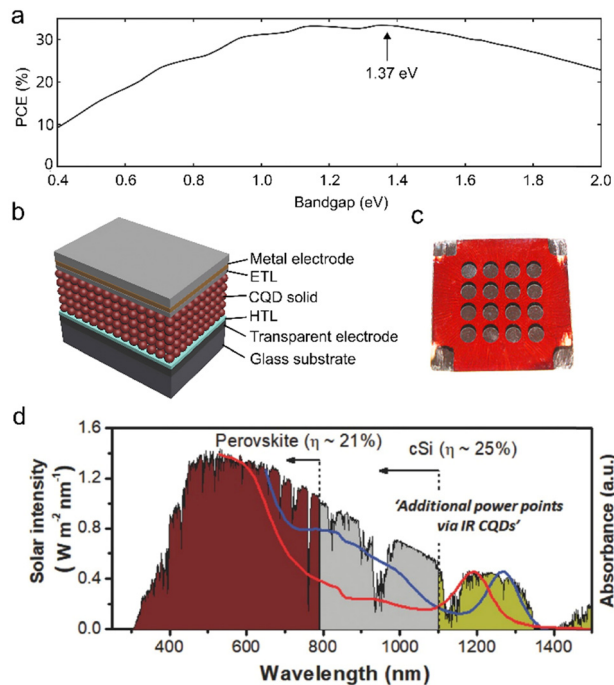 a
PCE (%)
30
20
10
0
0.4 0.6 0.8 1.0 1.2 1.4 1.6 1.8 2.0
1.37 eV
Bandgap (eV)
b
Metal electrode
ETL
CQD solid
HTL
Transparent electrode
Glass substrate
c
d
Solar intensity
( W m⁻² nm⁻¹)
1.6
1.2
0.8
0.4
0.0
Perovskite (η ~ 21%)
cSi (η ~ 25%)
'Additional power points
via IR CQDs'
Absorbance (a.u.)
400 600 800 1000 1200 1400
Wavelength (nm)